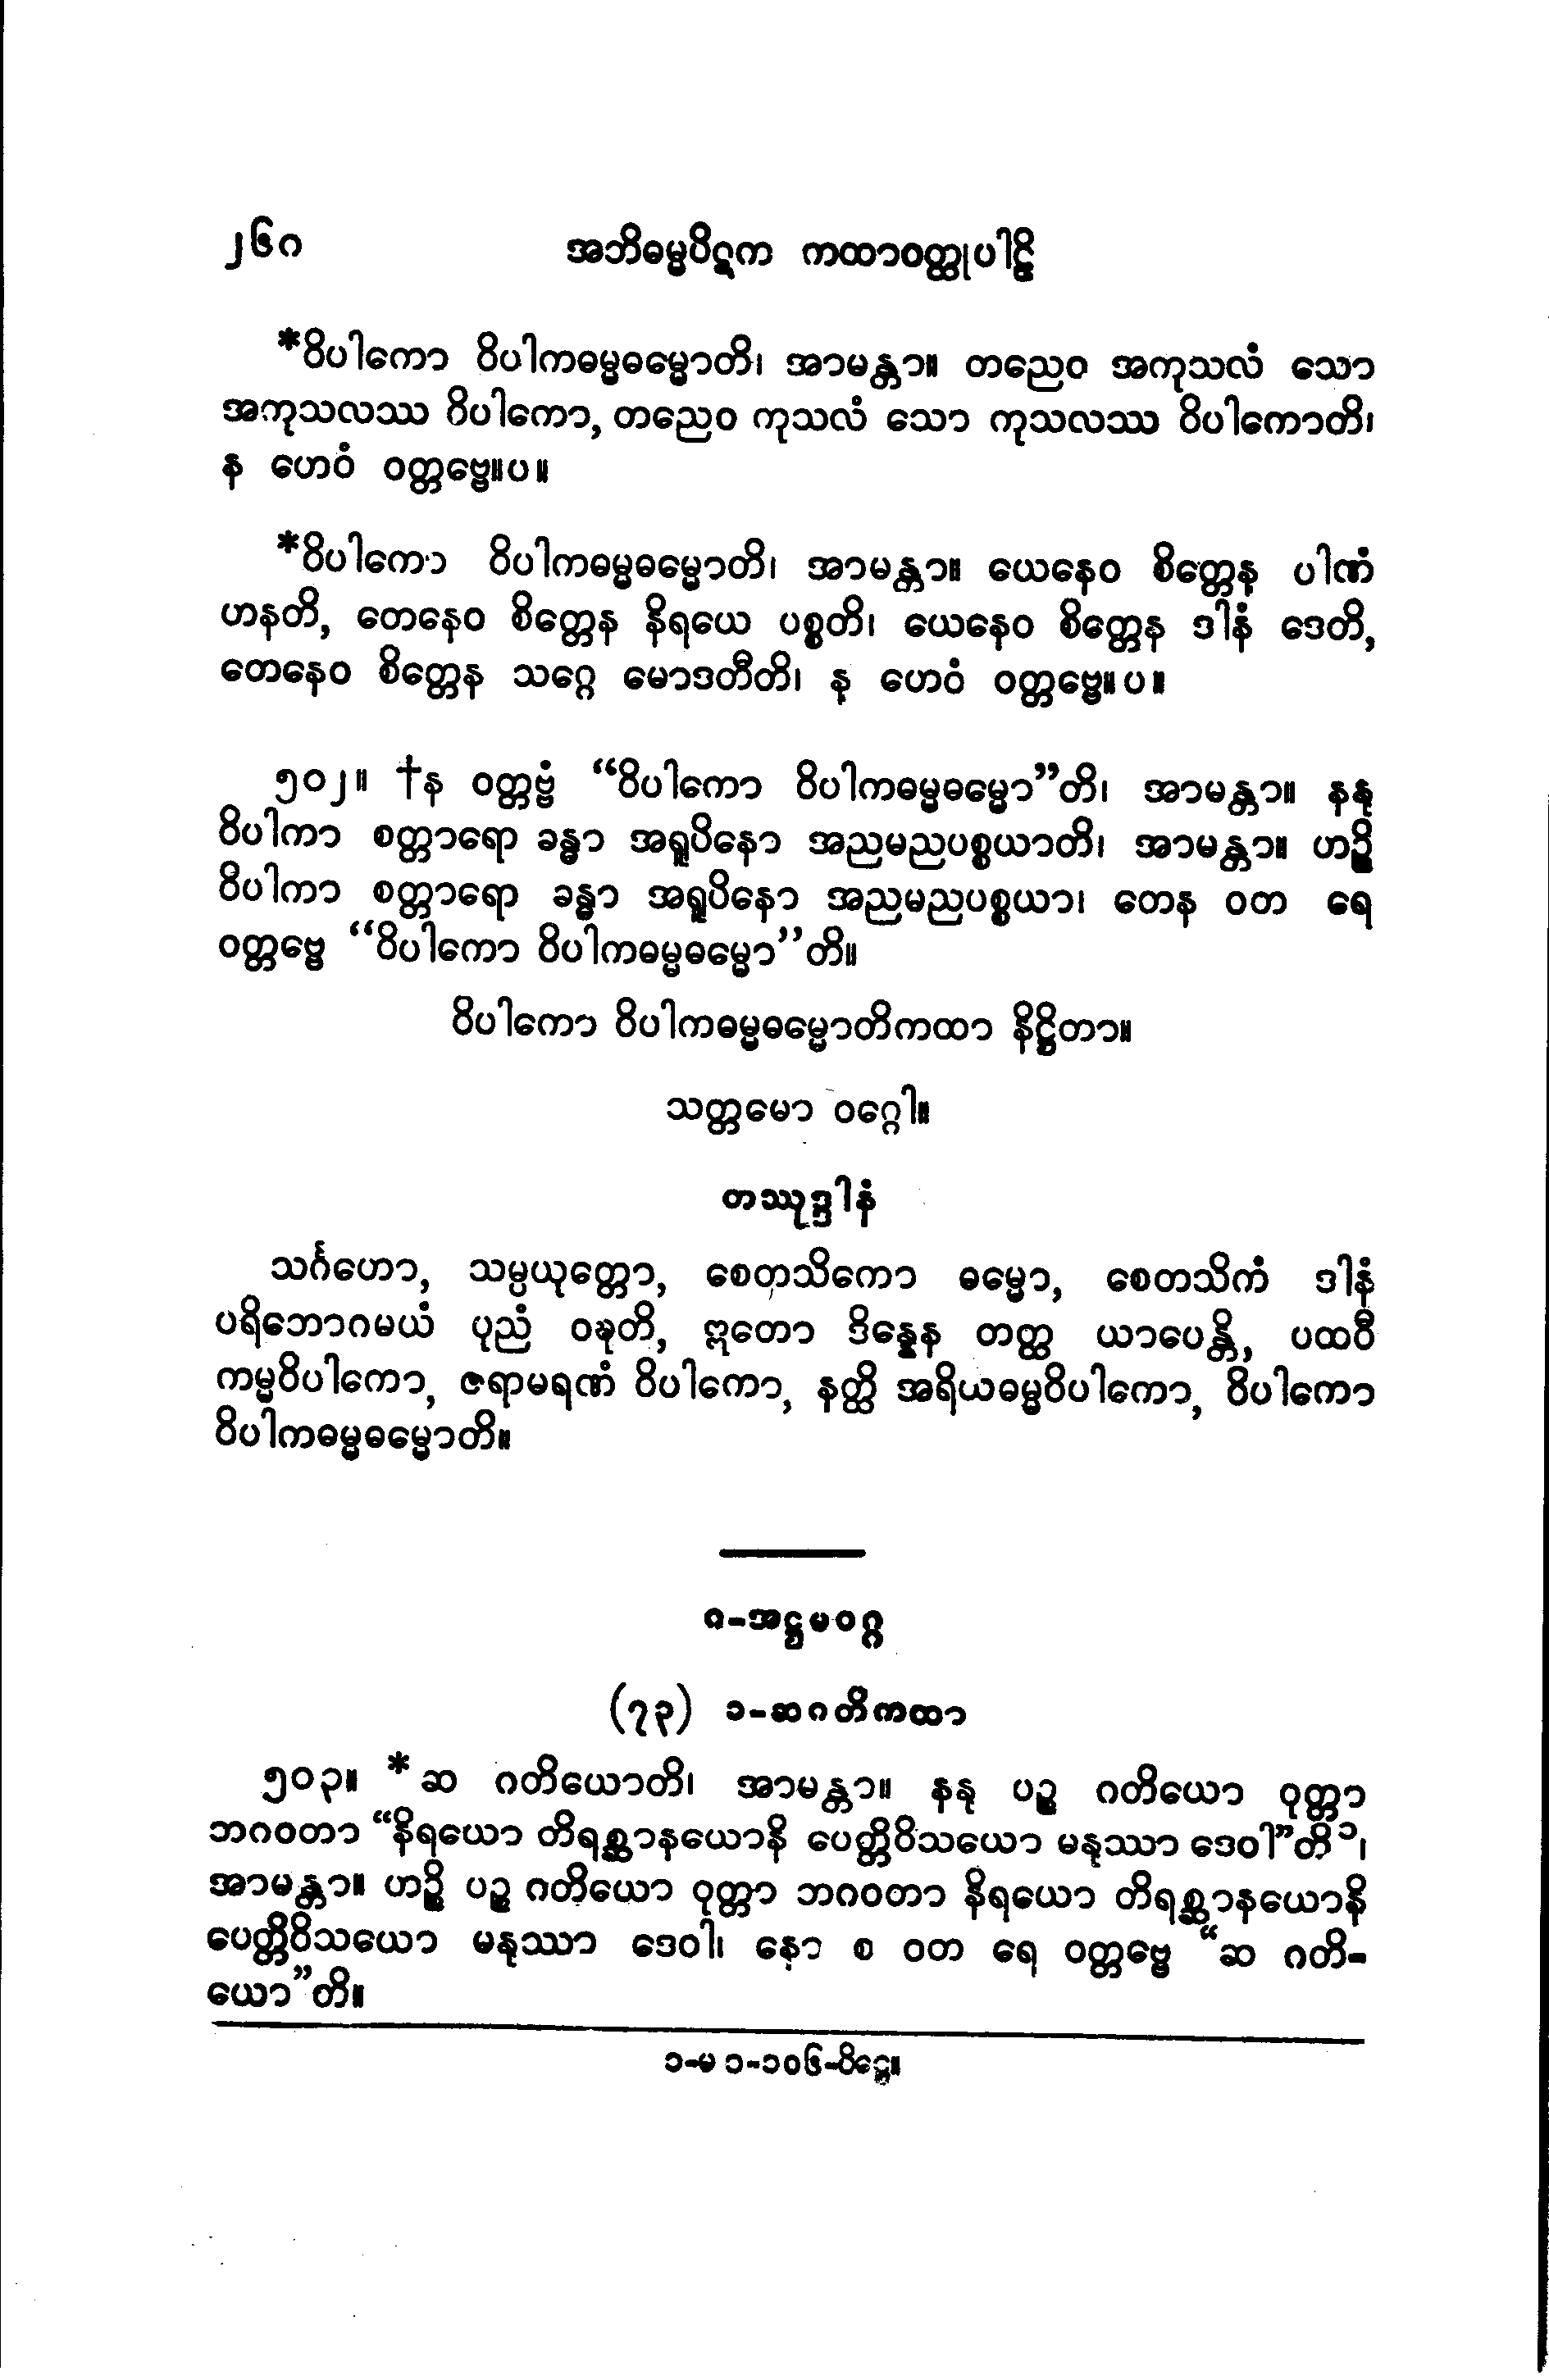 ၂၆ဂ အဘိဓမ္မပိဋက ကထာဝတ္ထုပါဠိ
*ဝိပါကော ဝိပါကဓမ္မဓမ္မောတိ၊ အာမန္တာ။ တညေဝ အကုသလံ သော
အကုသလဿ ဝိပါကော, တညေဝ ကုသလံ သော ကုသလဿ ဝိပါကောတိ၊
န ဟေဝံ ဝတ္တဗ္ဗေ။ပ။
*ဝိပါကော ဝိပါကဓမ္မဓမ္မောတိ၊ အာမန္တာ။ ယေနေဝ စိတ္တေန ပါဏံ
ဟနတိ, တေနေဝ စိတ္တေန နိရယေ ပစ္စတိ၊ ယေနေဝ စိတ္တေန ဒါနံ ဒေတိ,
တေနေဝ စိတ္တေန သဂ္ဂေ မောဒတီတိ၊ န ဟေဝံ ဝတ္တဗ္ဗေ။ပ။
၅၀၂။ †န ဝတ္တဗ္ဗံ “ဝိပါကော ဝိပါကဓမ္မဓမ္မော”တိ၊ အာမန္တာ။ နနု
ဝိပါကာ စတ္တာရော ခန္ဓာ အရူပိနော အညမညပစ္စယာတိ၊ အာမန္တာ။ ဟဉ္စိ
ဝိပါကာ စတ္တာရော ခန္ဓာ အရူပိနော အညမညပစ္စယာ၊ တေန ဝတ ရေ
ဝတ္တဗ္ဗေ “ဝိပါကော ဝိပါကဓမ္မဓမ္မော”တိ။
ဝိပါကော ဝိပါကဓမ္မဓမ္မောတိကထာ နိဋ္ဌိတာ။
သတ္တမော ဝဂ္ဂေါ။
တဿုဒ္ဒါနံ
သင်္ဂဟော, သမ္ပယုတ္တော, စေတသိကော ဓမ္မော, စေတသိကံ ဒါနံ
ပရိဘောဂမယံ ပုညံ ဝဍ္ဎတိ, ဣတော ဒိန္နေန တတ္ထ ယာပေန္တိ, ပထဝီ
ကမ္မဝိပါကော, ဇရာမရဏံ ဝိပါကော, နတ္ထိ အရိယဓမ္မဝိပါကော, ဝိပါကော
ဝိပါကဓမ္မဓမ္မောတိ။
၈-အဋ္ဌမဝဂ္ဂ
(၇၃) ၁-ဆဂတိကထာ
၅၀၃။ *ဆ ဂတိယောတိ၊ အာမန္တာ။ နနု ပဉ္စ ဂတိယော ဝုတ္တာ
ဘဂဝတာ “နိရယော တိရစ္ဆာနယောနိ ပေတ္တိဝိသယော မနုဿာ ဒေဝါ”တိ၁၊
အာမန္တာ။ ဟဉ္စိ ပဉ္စ ဂတိယော ဝုတ္တာ ဘဂဝတာ နိရယော တိရစ္ဆာနယောနိ
ပေတ္တိဝိသယော မနုဿာ ဒေဝါ၊ နော စ ဝတ ရေ ဝတ္တဗ္ဗေ “ဆ ဂတိ-
ယော”တိ။
၁-မ ၁-၁၀၆-ပိဋ္ဌေ။